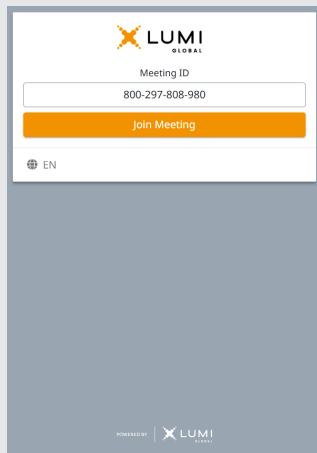 LUMI
GLOBAL
Meeting ID
800-297-808-980
Join Meeting
EN
POWERED BY
LUMI
GLOBAL